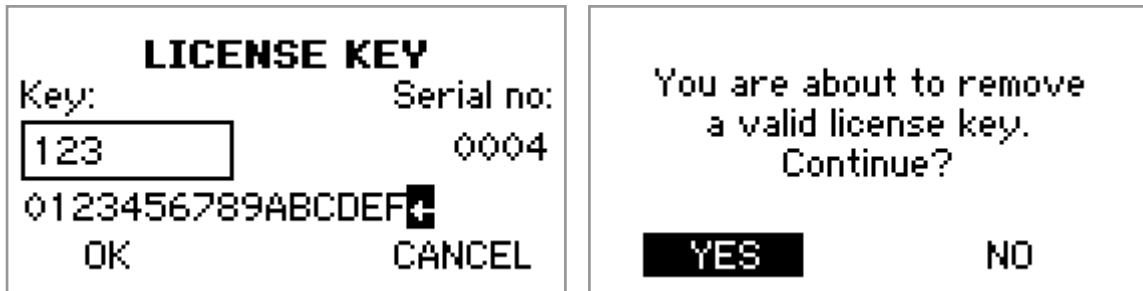 LICENSE KEY
Key: Serial no:
123 0004
0123456789ABCDEF←
OK CANCEL
You are about to remove
a valid license key.
Continue?
YES NO